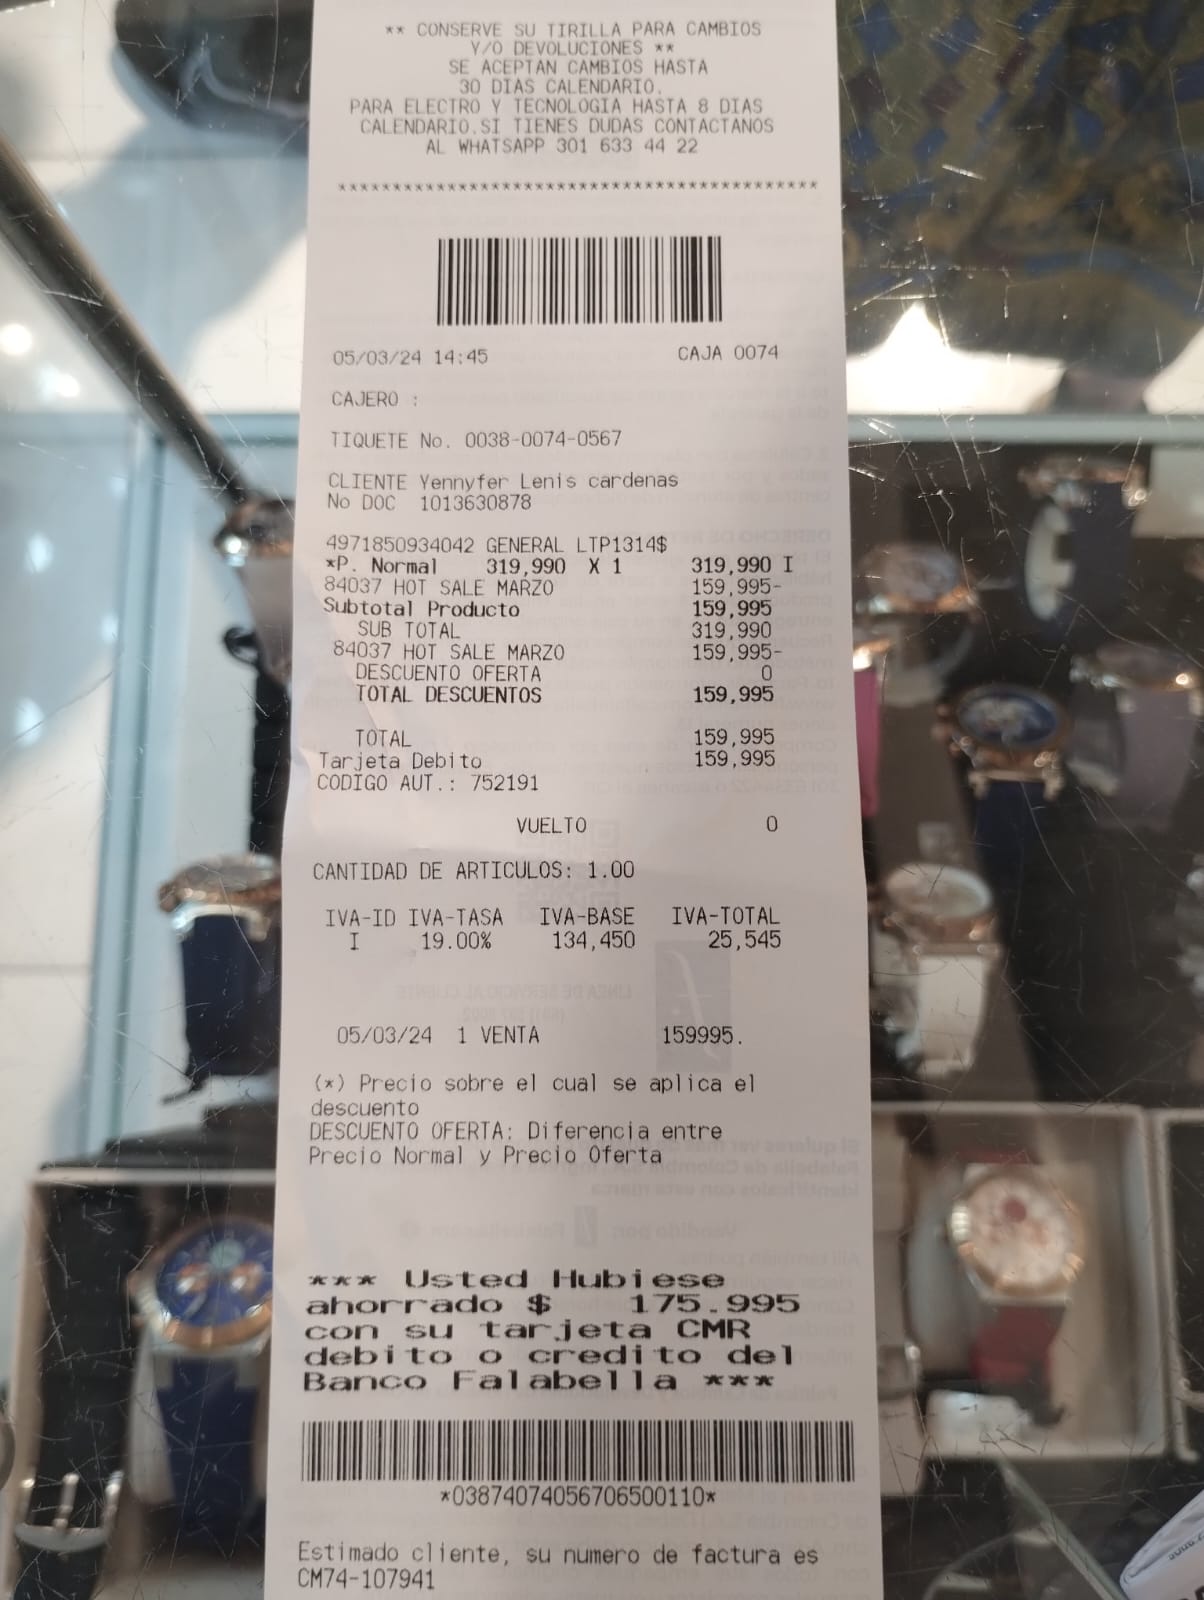 ** CONSERVE SU TIRILLA PARA CAMBIOS
Y/O DEVOLUCIONES **
SE ACEPTAN CAMBIOS HASTA
30 DIAS CALENDARIO.
PARA ELECTRO Y TECNOLOGIA HASTA 8 DIAS
CALENDARIO.SI TIENES DUDAS CONTACTANOS
AL WHATSAPP 301 633 44 22
********************************************
05/03/24 14:45 CAJA 0074
CAJERO :
TIQUETE No. 0038-0074-0567
CLIENTE Yennyfer Lenis cardenas
No DOC 1013630878
4971850934042 GENERAL LTP1314$
*P. Normal 319,990 X 1 319,990 I
84037 HOT SALE MARZO 159,995-
Subtotal Producto 159,995
SUB TOTAL 319,990
84037 HOT SALE MARZO 159,995-
DESCUENTO OFERTA 0
TOTAL DESCUENTOS 159,995
TOTAL 159,995
Tarjeta Debito 159,995
CODIGO AUT.: 752191
VUELTO 0
CANTIDAD DE ARTICULOS: 1.00
IVA-ID IVA-TASA IVA-BASE IVA-TOTAL
I 19.00% 134,450 25,545
05/03/24 1 VENTA 159995.
(*) Precio sobre el cual se aplica el
descuento
DESCUENTO OFERTA: Diferencia entre
Precio Normal y Precio Oferta
*** Usted Hubiese
ahorrado $ 175.995
con su tarjeta CMR
debito o credito del
Banco Falabella ***
*03874074056706500110*
Estimado cliente, su numero de factura es
CM74-107941